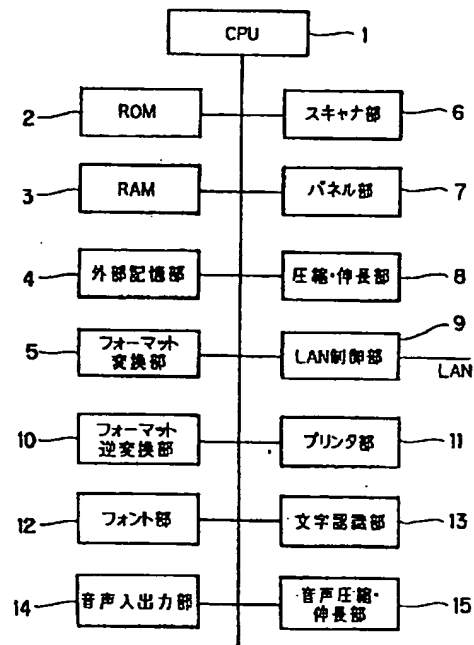 CPU
1
2
ROM
スキャナ部
6
3
RAM
パネル部
7
4
外部記憶部
圧縮・伸長部
8
5
フォーマット
変換部
LAN制御部
9
LAN
10
フォーマット
逆変換部
プリンタ部
11
12
フォント部
文字認識部
13
14
音声入出力部
音声圧縮・
伸長部
15